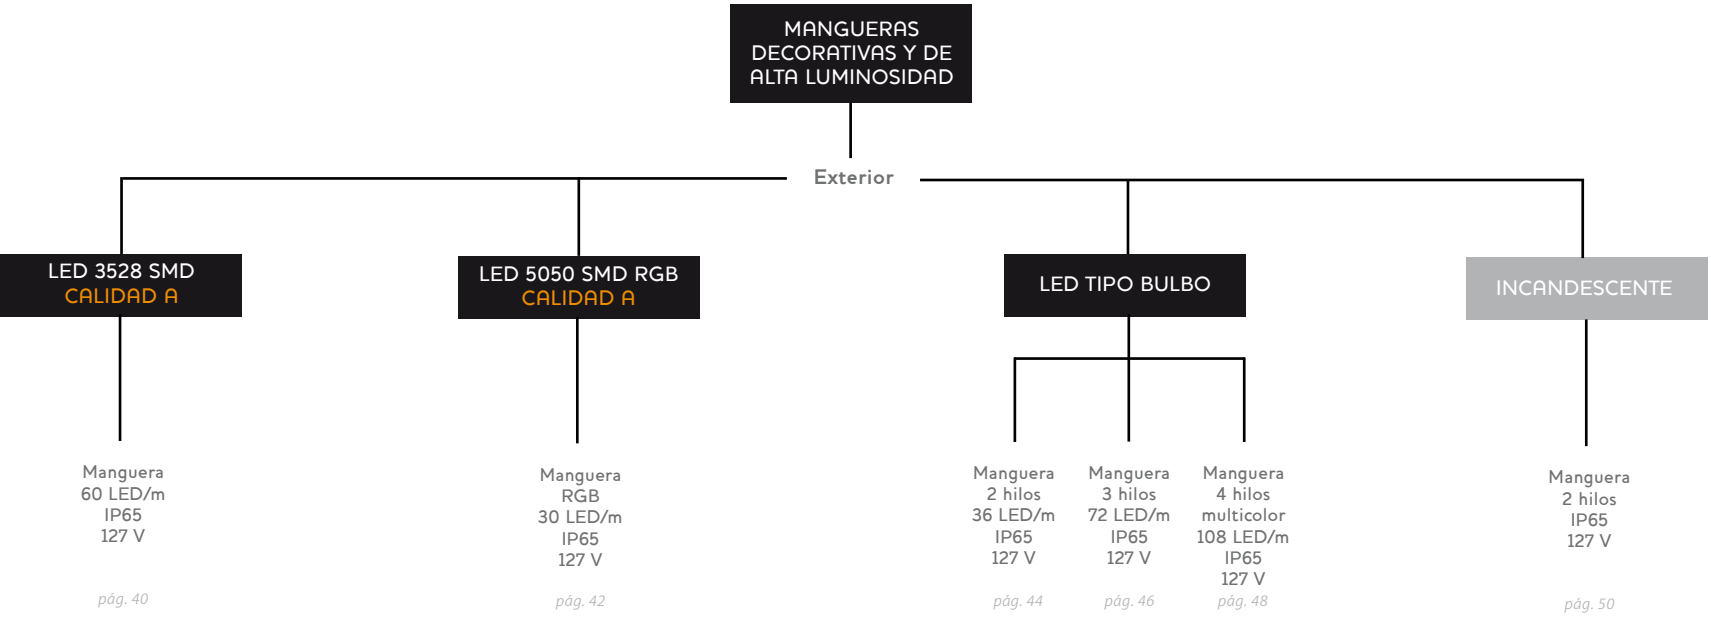 MANGUERAS
DECORATIVAS Y DE
ALTA LUMINOSIDAD
Exterior
LED 3528 SMD
CALIDAD A
LED 5050 SMD RGB
CALIDAD A
LED TIPO BULBO
INCANDESCENTE
Manguera
60 LED/m
IP65
127 V
pág. 40
Manguera
RGB
30 LED/m
IP65
127 V
pág. 42
Manguera
2 hilos
36 LED/m
IP65
127 V
pág. 44
Manguera
3 hilos
72 LED/m
IP65
127 V
pág. 46
Manguera
4 hilos
multicolor
108 LED/m
IP65
127 V
pág. 48
Manguera
2 hilos
IP65
127 V
pág. 50